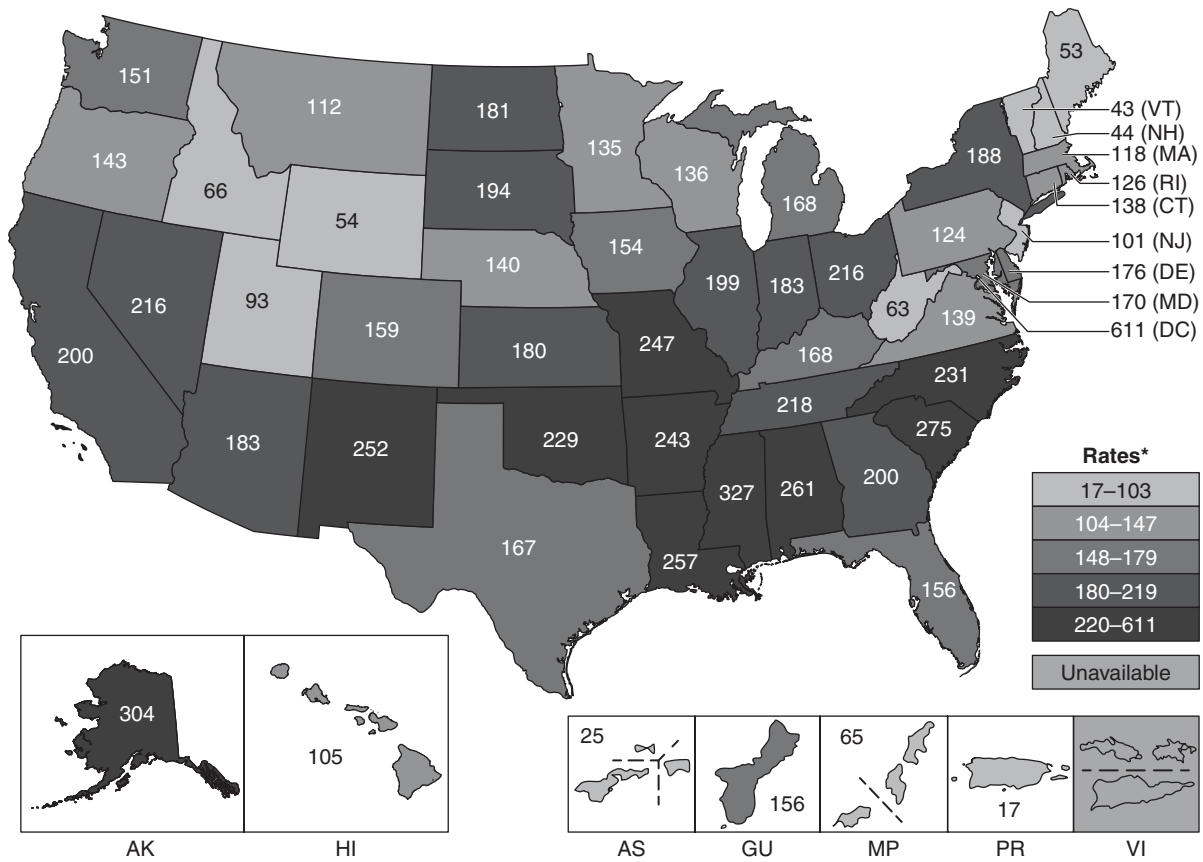 53
151
112
181
43 (VT)
44 (NH)
135
188
118 (MA)
143
136
126 (RI)
66
194
168
138 (CT)
54
124
101 (NJ)
154
140
176 (DE)
216
93
199
183
216
63
170 (MD)
139
611 (DC)
200
159
180
247
168
231
218
183
252
229
243
275
Rates*
200
327
261
17–103
104–147
167
257
148–179
156
180–219
220–611
Unavailable
304
105
25
156
65
17
AK
HI
AS
GU
MP
PR
VI